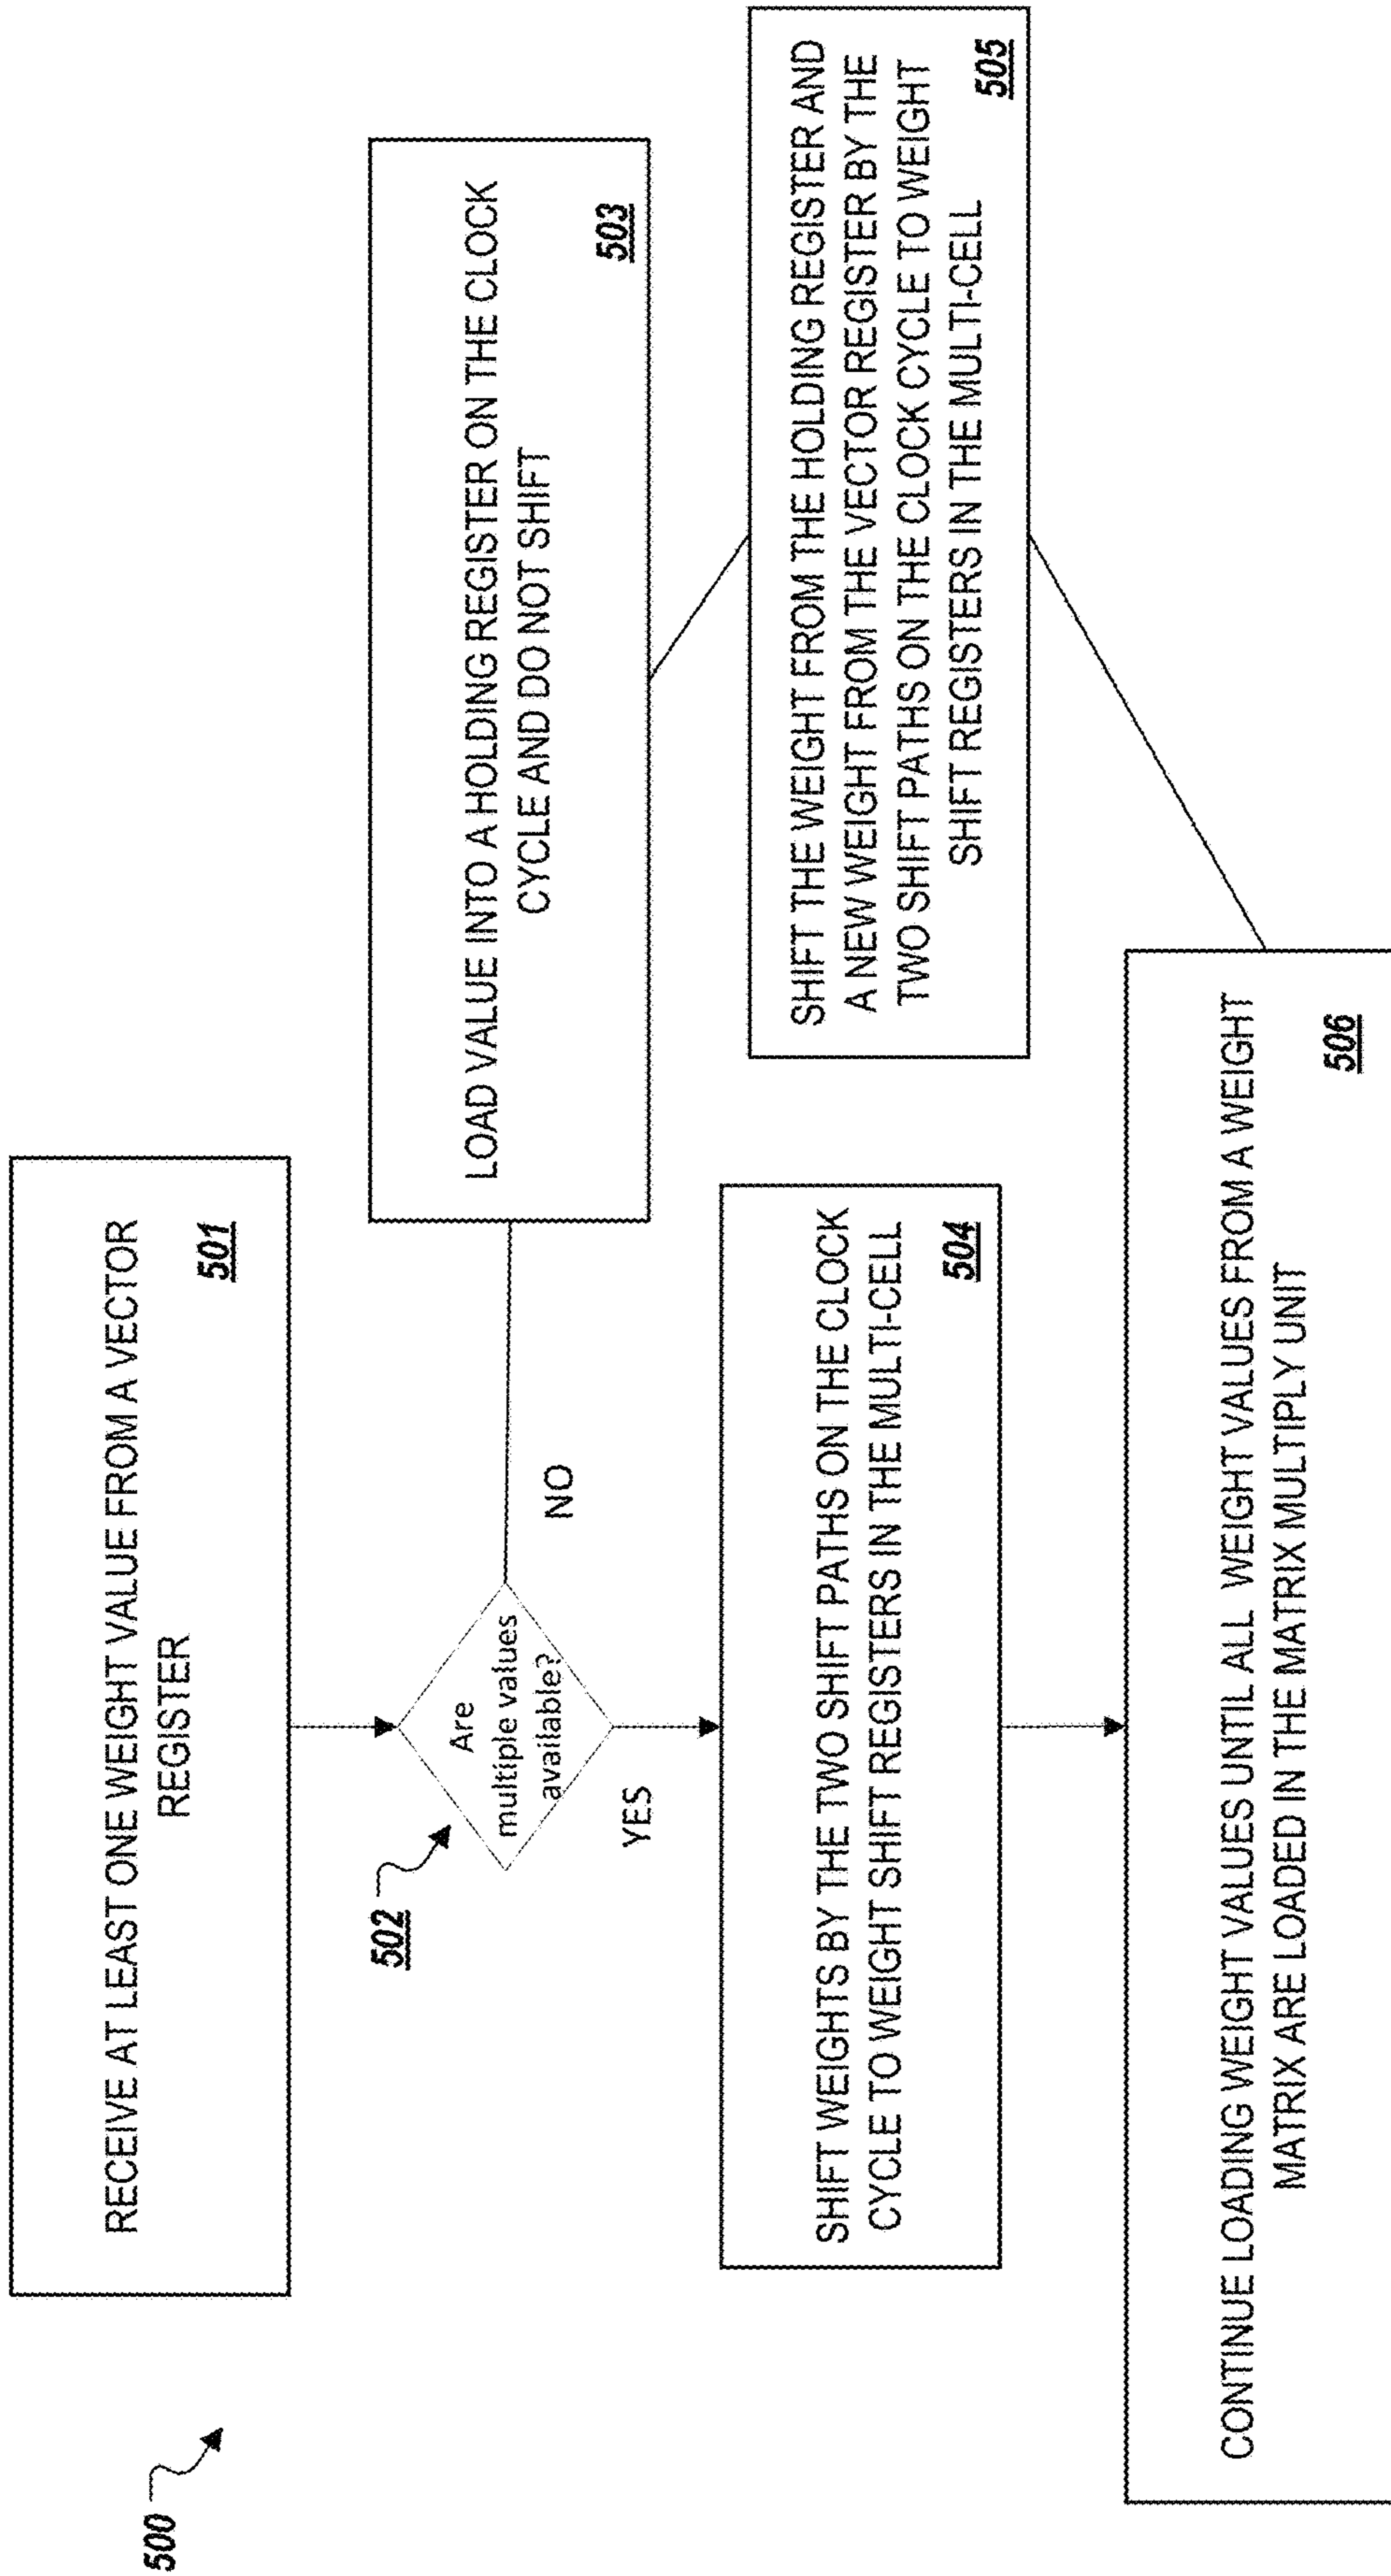 500
RECEIVE AT LEAST ONE WEIGHT VALUE FROM A VECTOR
REGISTER
501
502
Are
multiple values
available?
NO
YES
LOAD VALUE INTO A HOLDING REGISTER ON THE CLOCK
CYCLE AND DO NOT SHIFT
503
SHIFT WEIGHTS BY THE TWO SHIFT PATHS ON THE CLOCK
CYCLE TO WEIGHT SHIFT REGISTERS IN THE MULTI-CELL
504
SHIFT THE WEIGHT FROM THE HOLDING REGISTER AND
A NEW WEIGHT FROM THE VECTOR REGISTER BY THE
TWO SHIFT PATHS ON THE CLOCK CYCLE TO WEIGHT
SHIFT REGISTERS IN THE MULTI-CELL
505
CONTINUE LOADING WEIGHT VALUES UNTIL ALL WEIGHT VALUES FROM A WEIGHT
MATRIX ARE LOADED IN THE MATRIX MULTIPLY UNIT
506